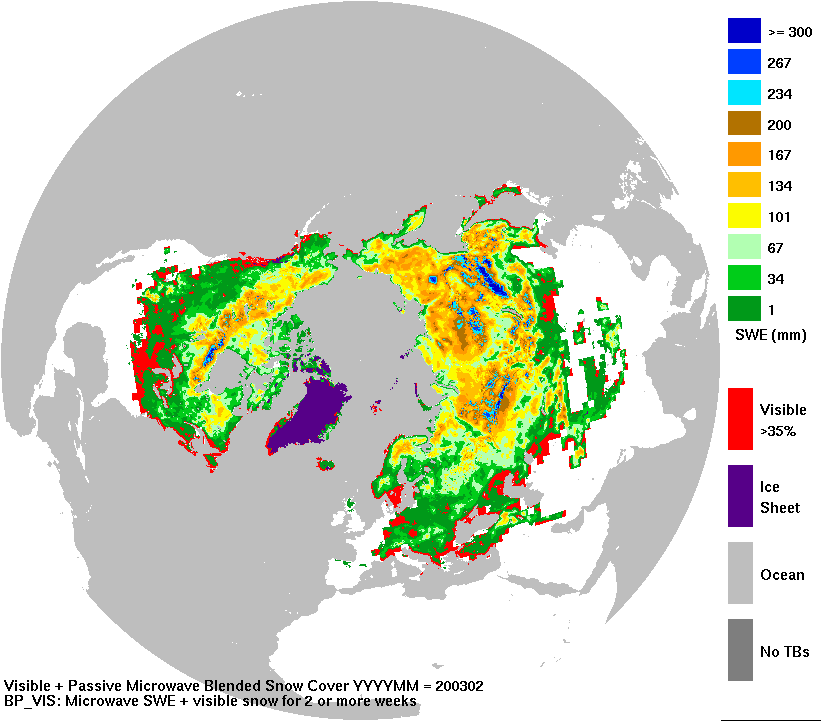 >= 300
267
234
200
167
134
101
67
34
1
SWE (mm)
Visible
>35%
Ice
Sheet
Ocean
No TBs
Visible + Passive Microwave Blended Snow Cover YYYYMM = 200302
BP_VIS: Microwave SWE + visible snow for 2 or more weeks